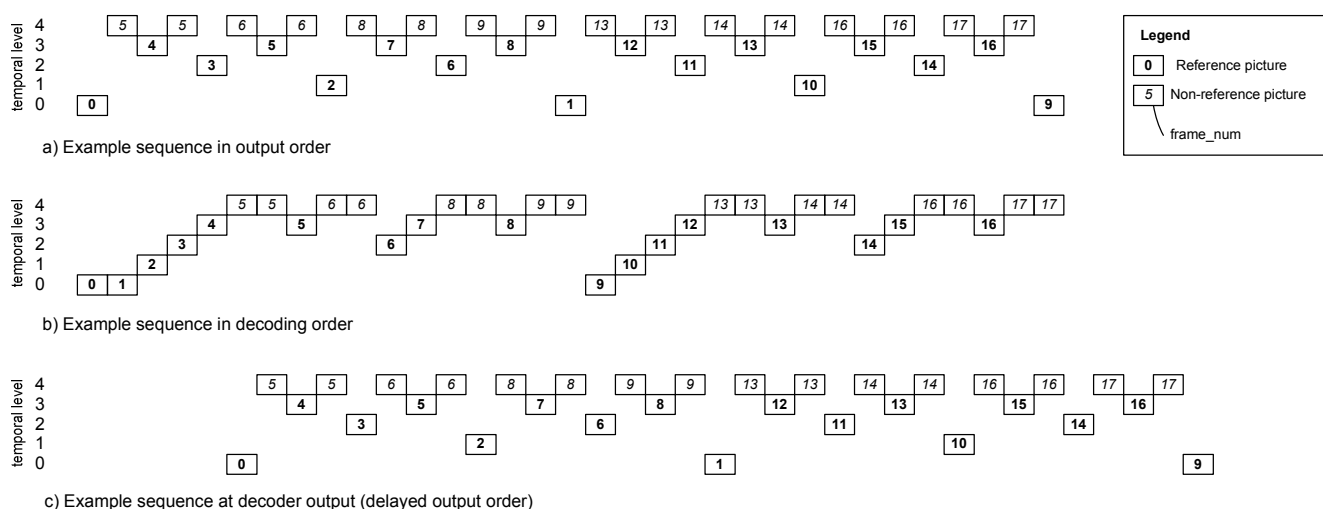 4 5 5 6 6 8 8 9 9 13 13 14 14 16 16 17 17
3 4 5 7 8 12 13 15 16
2 3 6 11 14
1 2 10
0 0 1 9
temporal level
a) Example sequence in output order
Legend
0 Reference picture
5 Non-reference picture
frame_num
4 5 5 6 6 8 8 9 9 13 13 14 14 16 16 17 17
3 4 5 7 8 12 13 15 16
2 3 6 11 14
1 2 10
0 0 1 9
temporal level
b) Example sequence in decoding order
4 5 5 6 6 8 8 9 9 13 13 14 14 16 16 17 17
3 4 5 7 8 12 13 15 16
2 3 6 11 14
1 2 10
0 0 1 9
temporal level
c) Example sequence at decoder output (delayed output order)